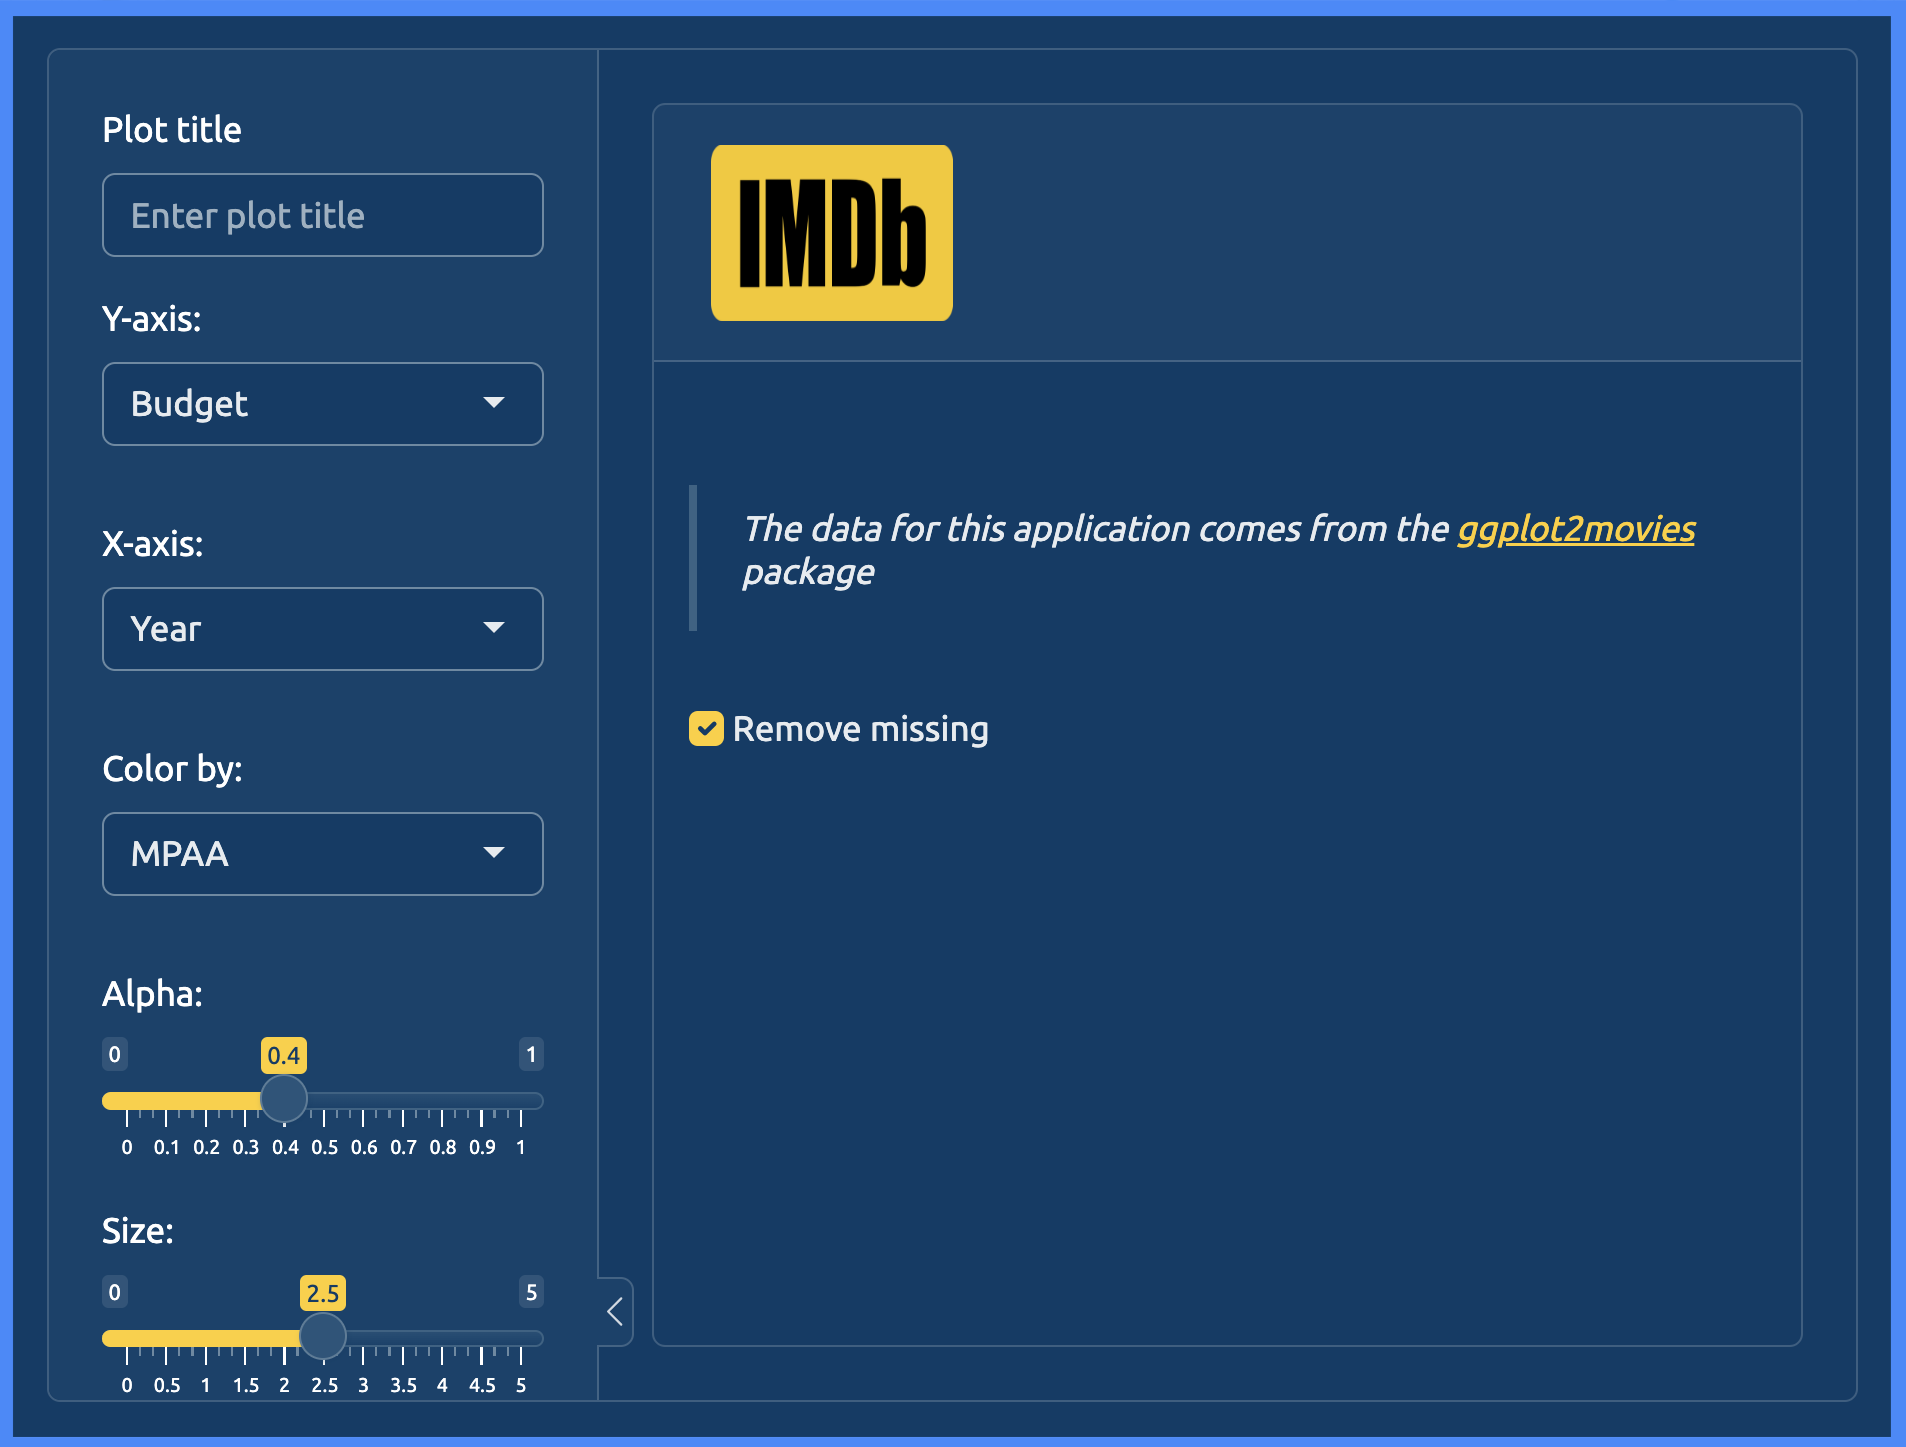 Plot title
Enter plot title
Y-axis:
Budget
X-axis:
Year
Color by:
MPAA
Alpha:
0 0.4 1
0 0.1 0.2 0.3 0.4 0.5 0.6 0.7 0.8 0.9 1
Size:
0 2.5 5
0 0.5 1 1.5 2 2.5 3 3.5 4 4.5 5
IMDb
The data for this application comes from the ggplot2movies
package
Remove missing